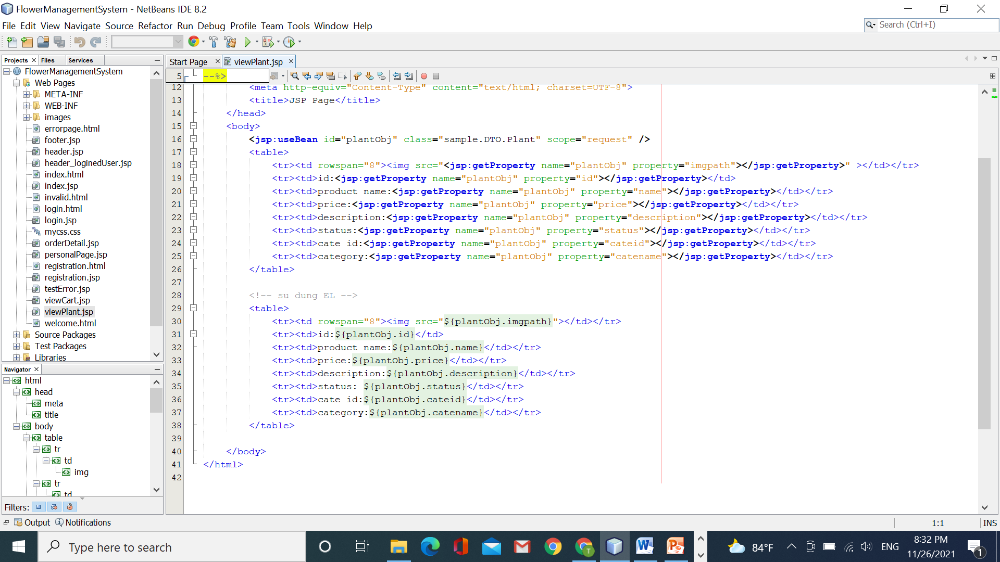 FlowerManagementSystem - NetBeans IDE 8.2
File Edit View Navigate Source Refactor Run Debug Profile Team Tools Window Help
Search (Ctrl+I)
Projects Files Services
FlowerManagementSystem
Web Pages
META-INF
WEB-INF
images
errorpage.html
footer.jsp
header.jsp
header_loginedUser.jsp
index.html
index.jsp
invalid.html
login.html
login.jsp
mycss.css
orderDetail.jsp
personalPage.jsp
registration.html
registration.jsp
testError.jsp
viewCart.jsp
viewPlant.jsp
welcome.html
Source Packages
Test Packages
Libraries
Navigator
html
head
meta
title
body
table
tr
td
img
tr
td
Filters:
Start Page viewPlant.jsp
5 --%>
12 <meta http-equiv="Content-Type" content="text/html; charset=UTF-8">
13 <title>JSP Page</title>
14 </head>
15 <body>
16 <jsp:useBean id="plantObj" class="sample.DTO.Plant" scope="request" />
17 <table>
18 <tr><td rowspan="8"><img src="<jsp:getProperty name="plantObj" property="imgpath"></jsp:getProperty>" ></td></tr>
19 <tr><td>id:<jsp:getProperty name="plantObj" property="id"></jsp:getProperty></td>
20 <tr><td>product name:<jsp:getProperty name="plantObj" property="name"></jsp:getProperty></td></tr>
21 <tr><td>price:<jsp:getProperty name="plantObj" property="price"></jsp:getProperty></td></tr>
22 <tr><td>description:<jsp:getProperty name="plantObj" property="description"></jsp:getProperty></td></tr>
23 <tr><td>status:<jsp:getProperty name="plantObj" property="status"></jsp:getProperty></td></tr>
24 <tr><td>cate id:<jsp:getProperty name="plantObj" property="cateid"></jsp:getProperty></td></tr>
25 <tr><td>category:<jsp:getProperty name="plantObj" property="catename"></jsp:getProperty></td></tr>
26 </table>
27
28 <!-- su dung EL -->
29 <table>
30 <tr><td rowspan="8"><img src="${plantObj.imgpath}"></td></tr>
31 <tr><td>id:${plantObj.id}</td>
32 <tr><td>product name:${plantObj.name}</td></tr>
33 <tr><td>price:${plantObj.price}</td></tr>
34 <tr><td>description:${plantObj.description}</td></tr>
35 <tr><td>status: ${plantObj.status}</td></tr>
36 <tr><td>cate id:${plantObj.cateid}</td></tr>
37 <tr><td>category:${plantObj.catename}</td></tr>
38 </table>
39
40 </body>
41 </html>
42
Output Notifications
1:1 INS
Type here to search
84°F
ENG
8:32 PM
11/26/2021
1